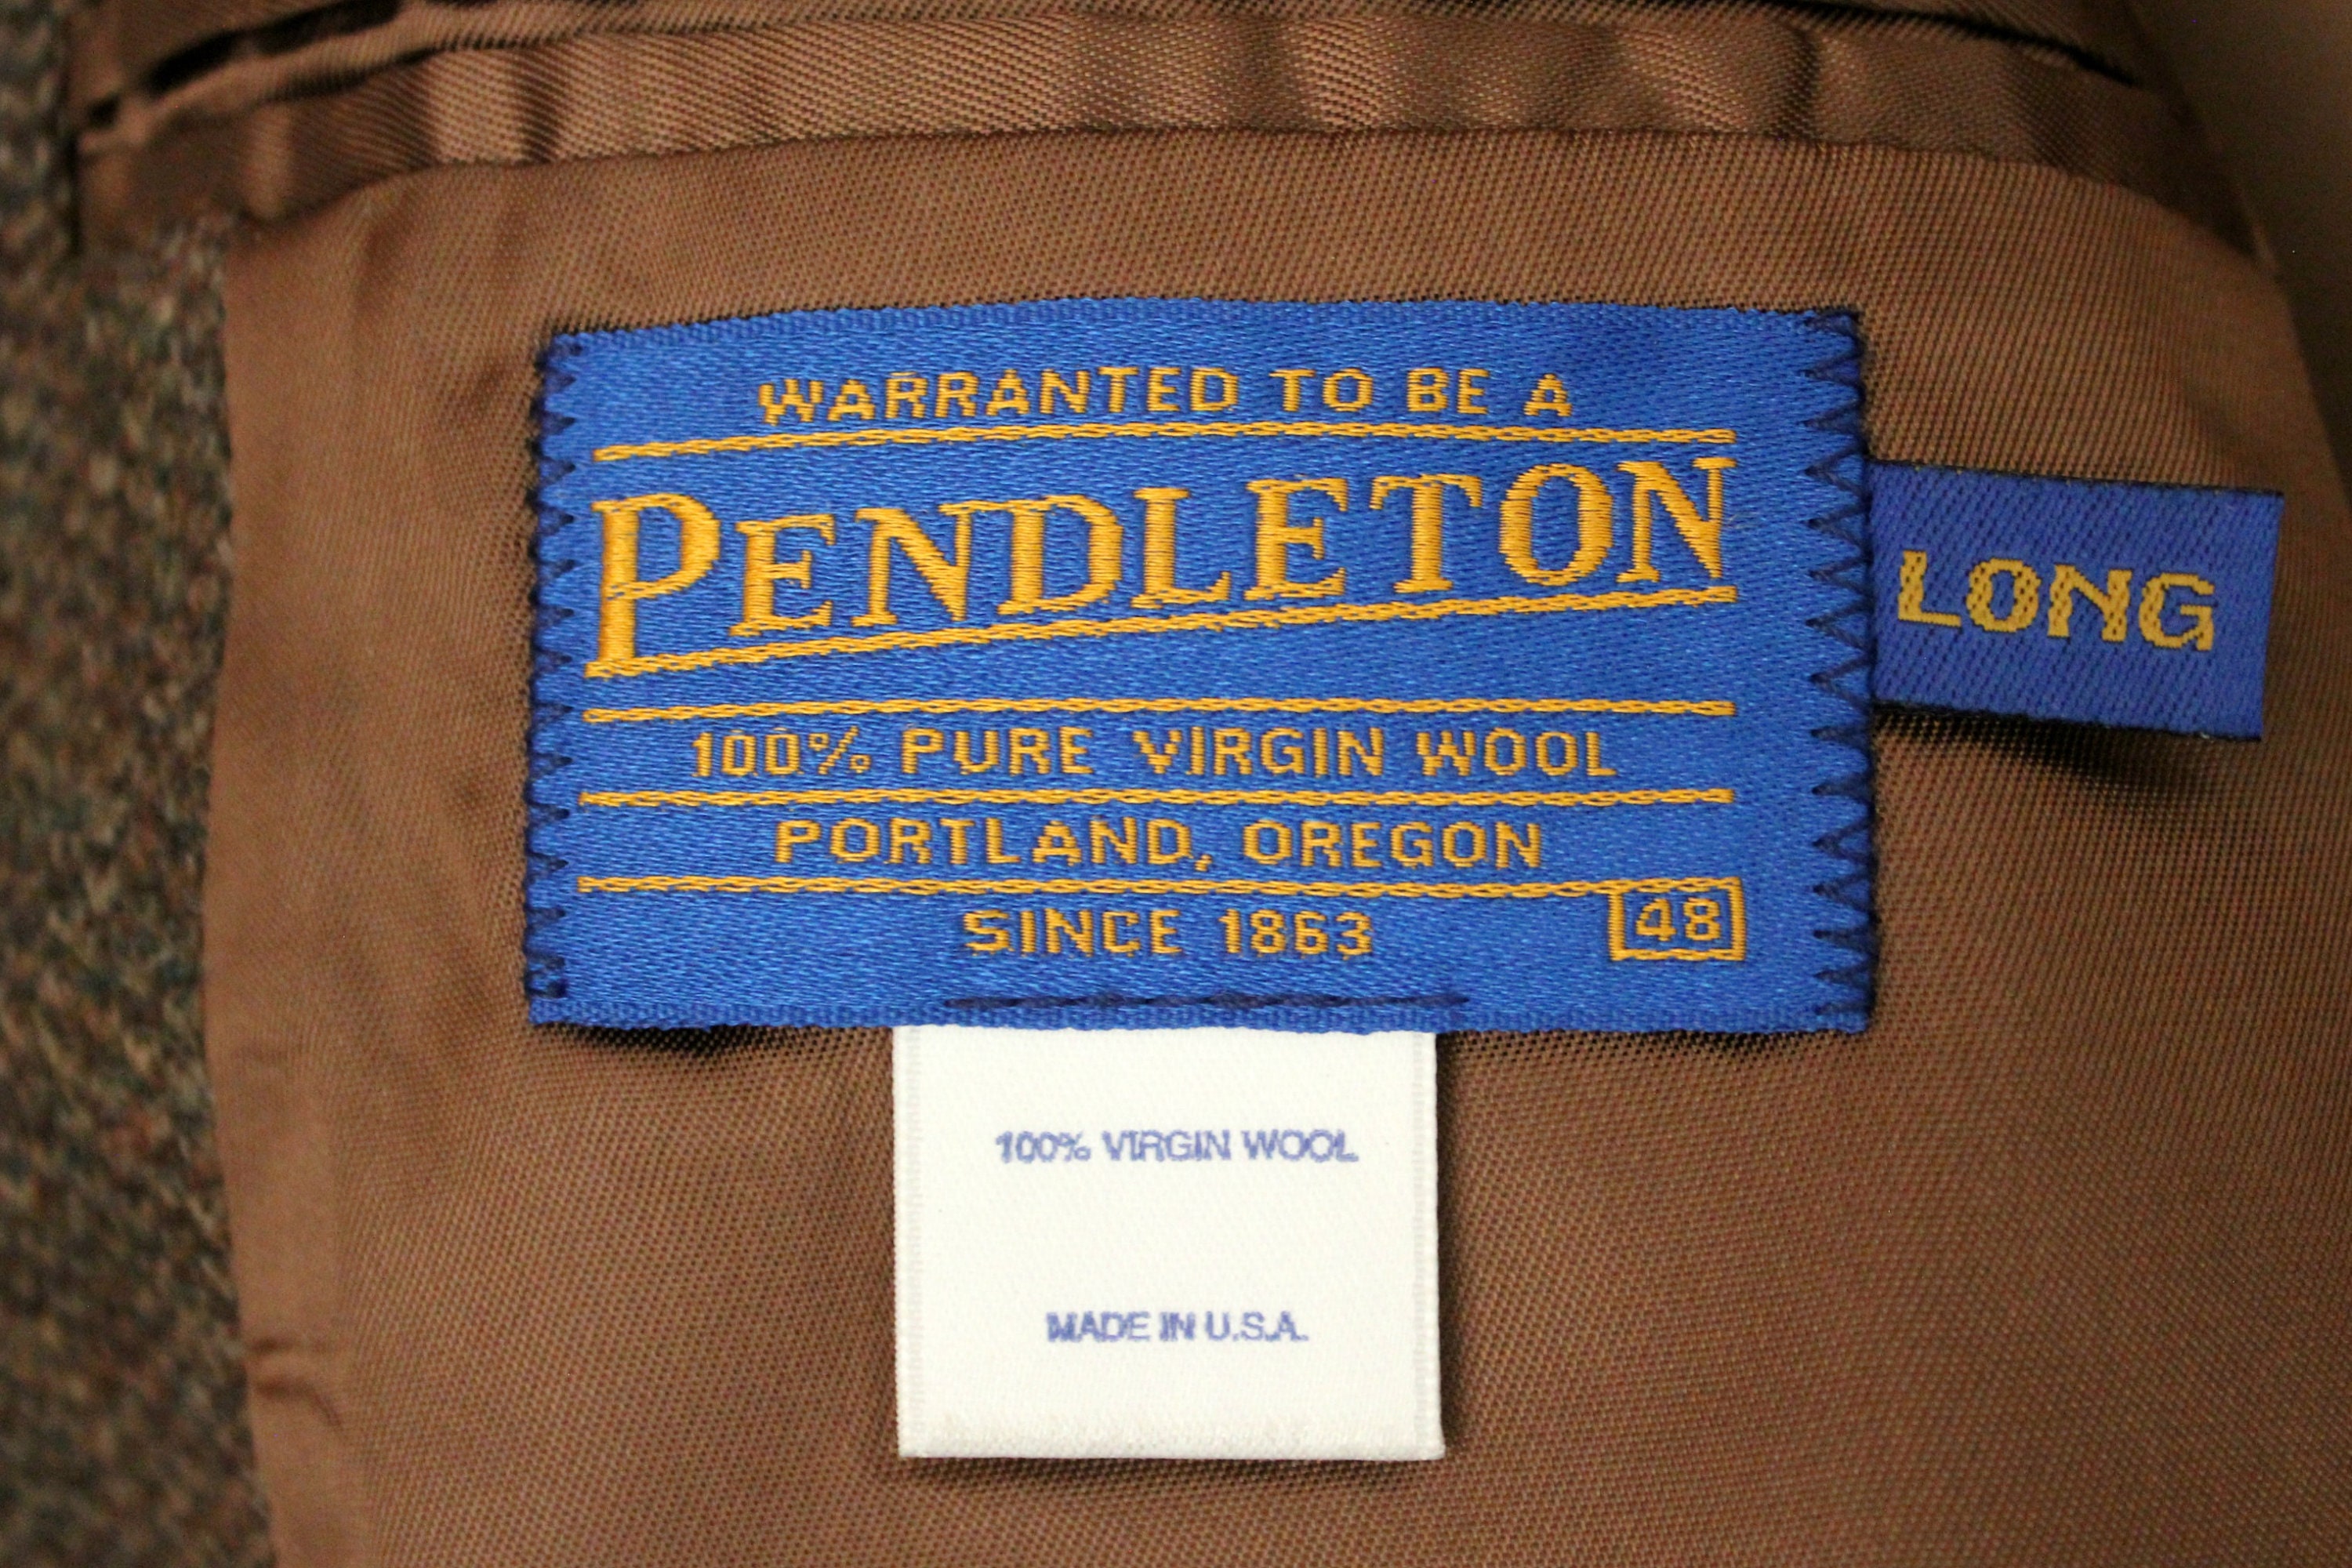 WARRANTED TO BE A
PENDLETON
LONG
100% PURE VIRGIN WOOL
PORTLAND, OREGON
SINCE 1863
48
100% VIRGIN WOOL
MADE IN U.S.A.